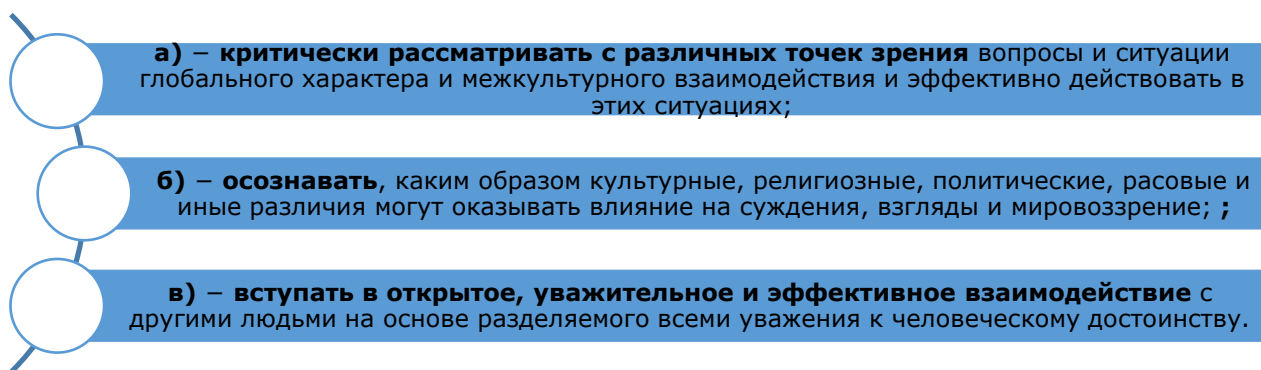 а) − критически рассматривать с различных точек зрения вопросы и ситуации
глобального характера и межкультурного взаимодействия и эффективно действовать в
этих ситуациях;
б) − осознавать, каким образом культурные, религиозные, политические, расовые и
иные различия могут оказывать влияние на суждения, взгляды и мировоззрение; ;
в) − вступать в открытое, уважительное и эффективное взаимодействие с
другими людьми на основе разделяемого всеми уважения к человеческому достоинству.